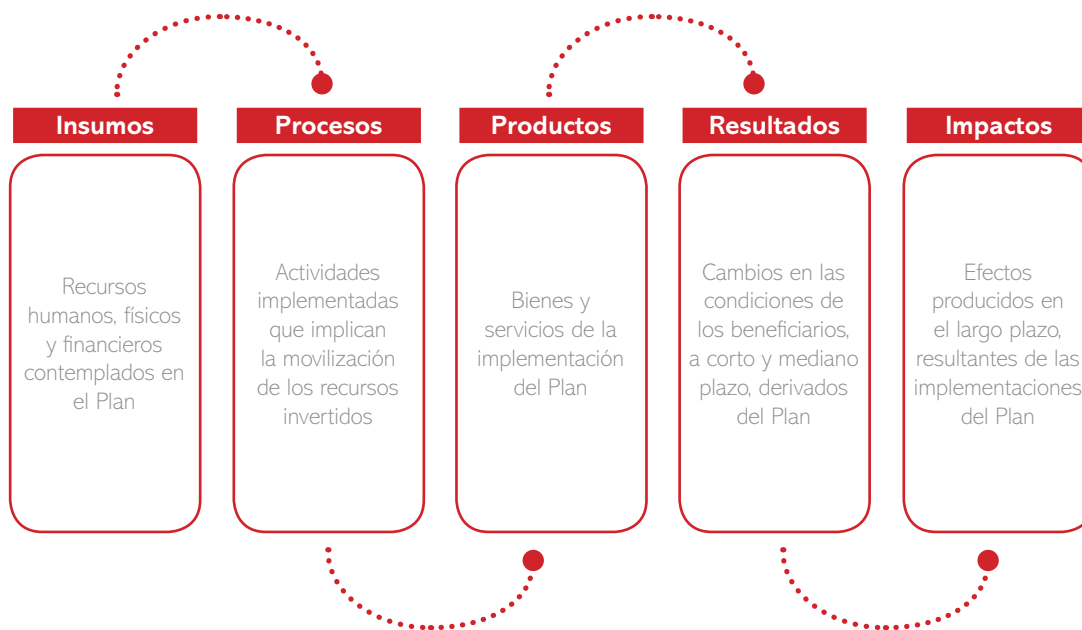 Insumos
Procesos
Productos
Resultados
Impactos
Recursos
humanos, físicos
y financieros
contemplados en
el Plan
Actividades
implementadas
que implican
la movilización
de los recursos
invertidos
Bienes y
servicios de la
implementación
del Plan
Cambios en las
condiciones de
los beneficiarios,
a corto y mediano
plazo, derivados
del Plan
Efectos
producidos en
el largo plazo,
resultantes de las
implementaciones
del Plan